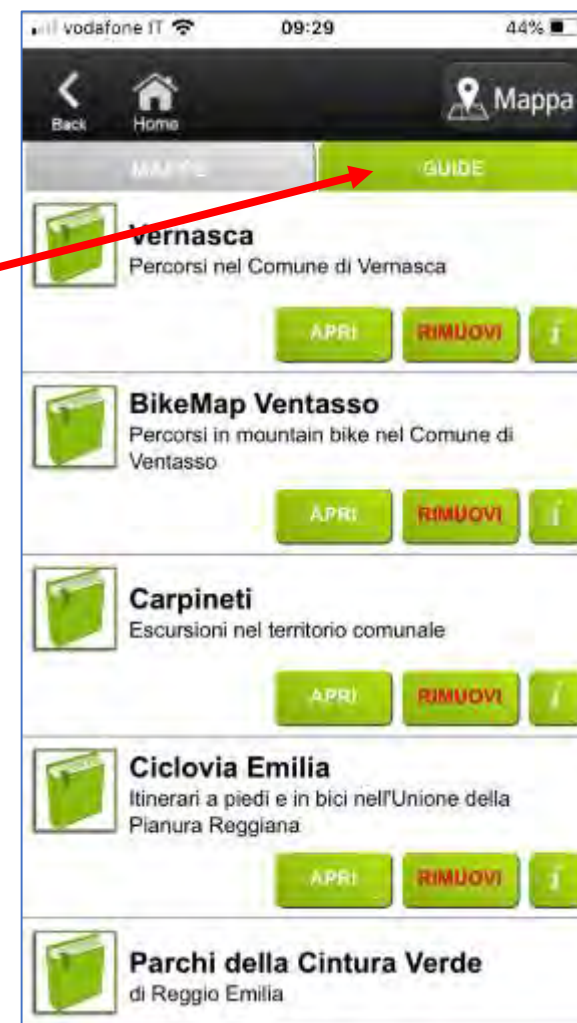 vodafone IT 09:29 44%
Back Home Mappa
MAPPE GUIDE
Vernasca
Percorsi nel Comune di Vernasca
APRI RIMUOVI i
BikeMap Ventasso
Percorsi in mountain bike nel Comune di
Ventasso
APRI RIMUOVI i
Carpineti
Escursioni nel territorio comunale
APRI RIMUOVI i
Ciclovia Emilia
Itinerari a piedi e in bici nell'Unione della
Pianura Reggiana
APRI RIMUOVI i
Parchi della Cintura Verde
di Reggio Emilia